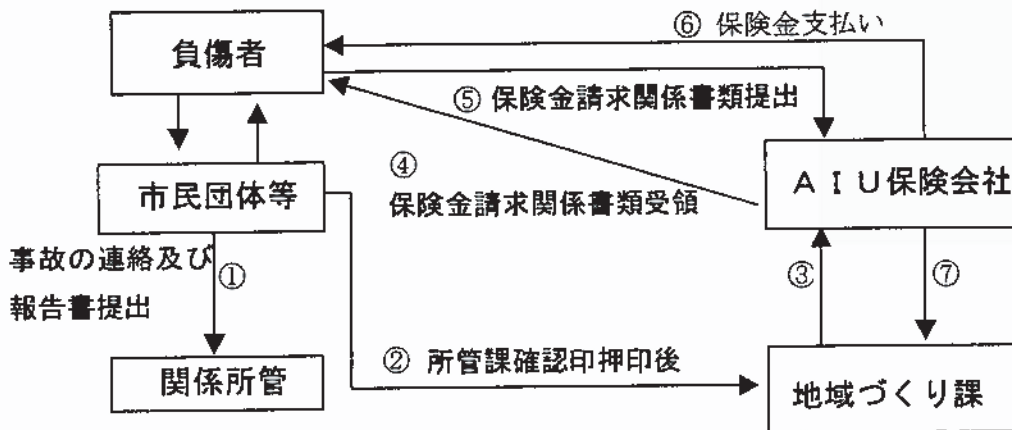 ⑥ 保険金支払い
負傷者
⑤ 保険金請求関係書類提出
④
保険金請求関係書類受領
ＡＩＵ保険会社
市民団体等
事故の連絡及び
報告書提出
①
③
⑦
② 所管課確認印押印後
関係所管
地域づくり課